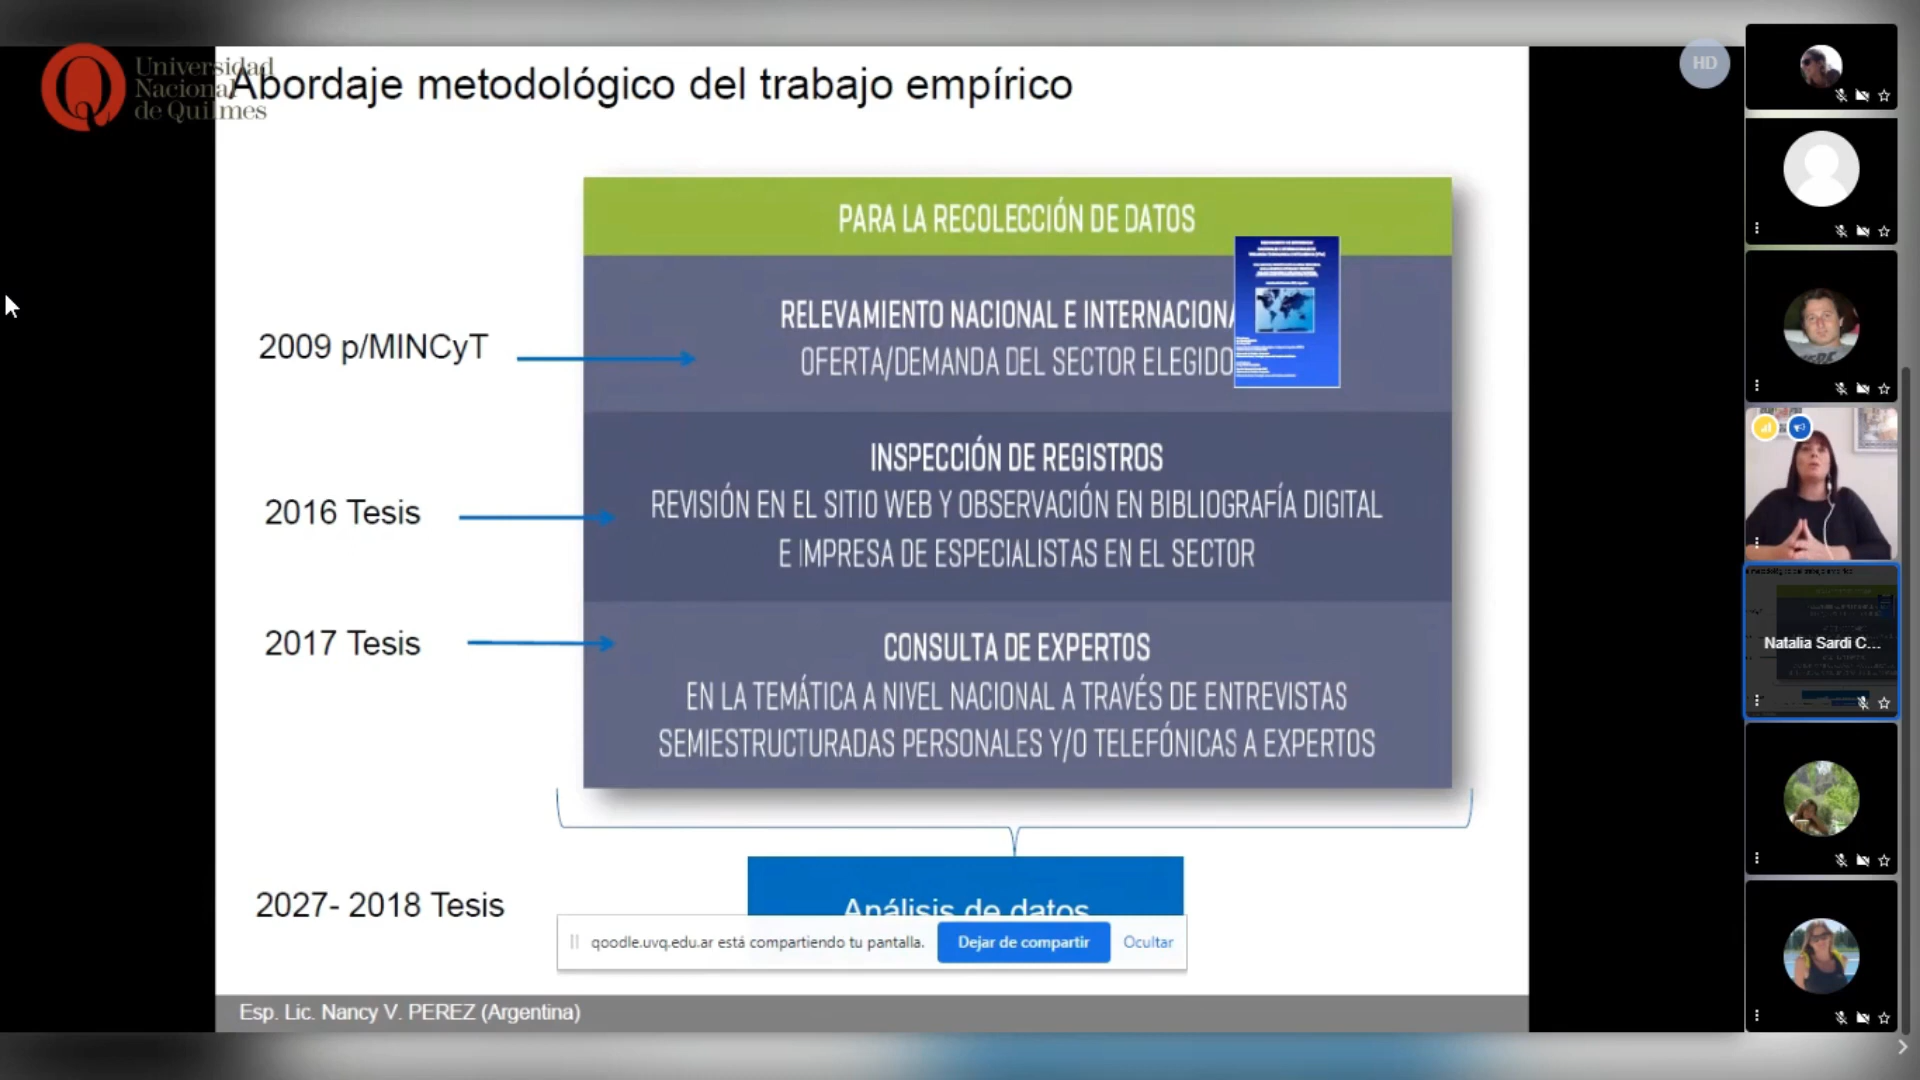 Universidad
Nacional
de Quilmes
Abordaje metodológico del trabajo empírico
HD
PARA LA RECOLECCIÓN DE DATOS
2009 p/MINCyT
RELEVAMIENTO NACIONAL E INTERNACIONA
OFERTA/DEMANDA DEL SECTOR ELEGIDO
2016 Tesis
INSPECCIÓN DE REGISTROS
REVISIÓN EN EL SITIO WEB Y OBSERVACIÓN EN BIBLIOGRAFÍA DIGITAL
E IMPRESA DE ESPECIALISTAS EN EL SECTOR
2017 Tesis
CONSULTA DE EXPERTOS
EN LA TEMÁTICA A NIVEL NACIONAL A TRAVÉS DE ENTREVISTAS
SEMIESTRUCTURADAS PERSONALES Y/O TELEFÓNICAS A EXPERTOS
2027- 2018 Tesis
Análisis de datos
qoodle.uvq.edu.ar está compartiendo tu pantalla.
Dejar de compartir
Ocultar
Esp. Lic. Nancy V. PEREZ (Argentina)
Natalia Sardi C...